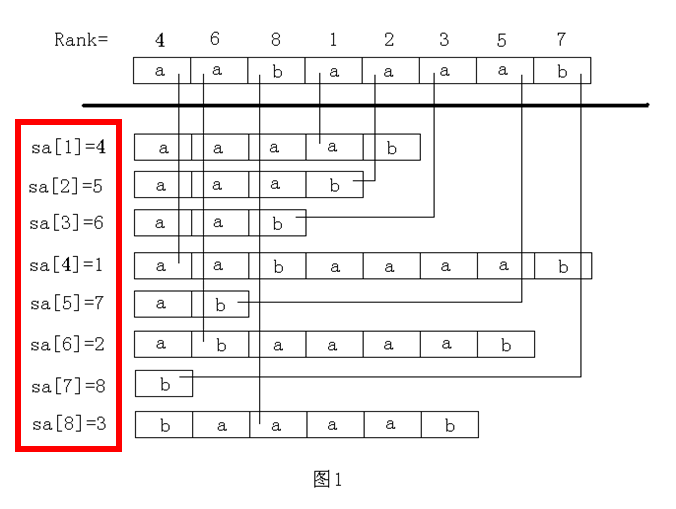 Rank= 4 6 8 1 2 3 5 7
a a b a a a a b
sa[1]=4 a a a a b
sa[2]=5 a a a b
sa[3]=6 a a b
sa[4]=1 a a b a a a a b
sa[5]=7 a b
sa[6]=2 a b a a a a b
sa[7]=8 b
sa[8]=3 b a a a a b
图1